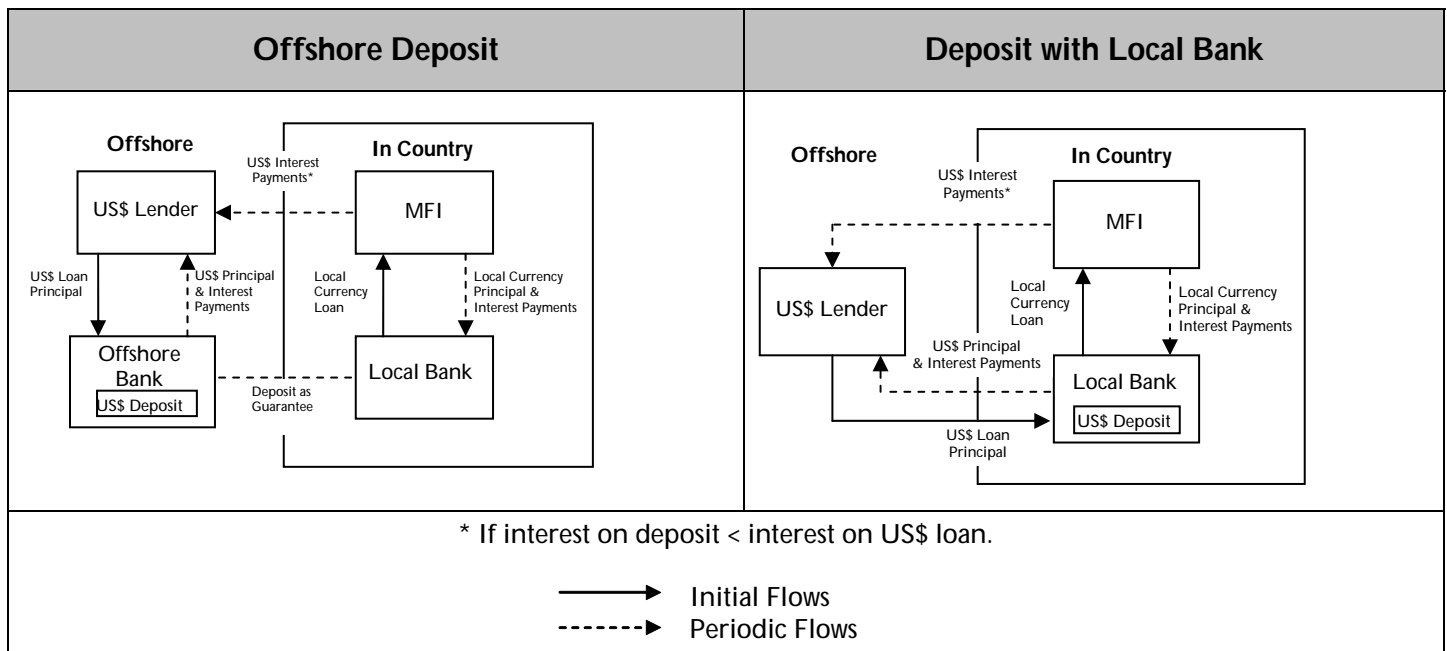 Offshore Deposit
Deposit with Local Bank
Offshore
In Country
US$ Interest
Payments*
US$ Lender
MFI
US$ Loan
Principal
US$ Principal
& Interest
Payments
Local
Currency
Loan
Local Currency
Principal &
Interest Payments
Offshore
Bank
US$ Deposit
Deposit as
Guarantee
Local Bank
Offshore
In Country
US$ Interest
Payments*
MFI
US$ Lender
Local
Currency
Loan
Local Currency
Principal &
Interest Payments
US$ Principal
& Interest Payments
Local Bank
US$ Deposit
US$ Loan
Principal
* If interest on deposit < interest on US$ loan.
Initial Flows
Periodic Flows